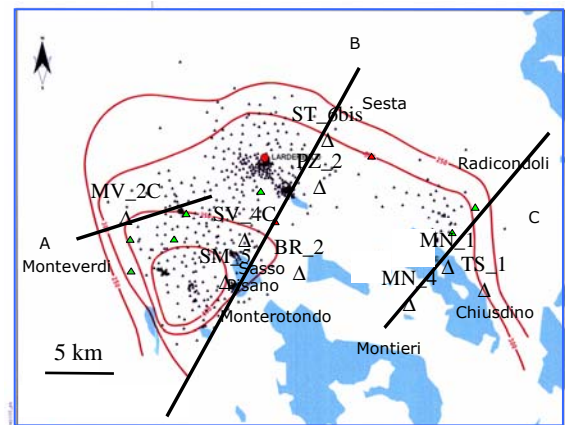 B
ST_6bis
Sesta
LARDERELLO
PZ_2
Radicondoli
MV_2C
SV_4C
C
A
MN_1
BR_2
Monteverdi
SM_5
Sasso
TS_1
Pisano
MN_4
Monterotondo
Chiusdino
Montieri
5 km